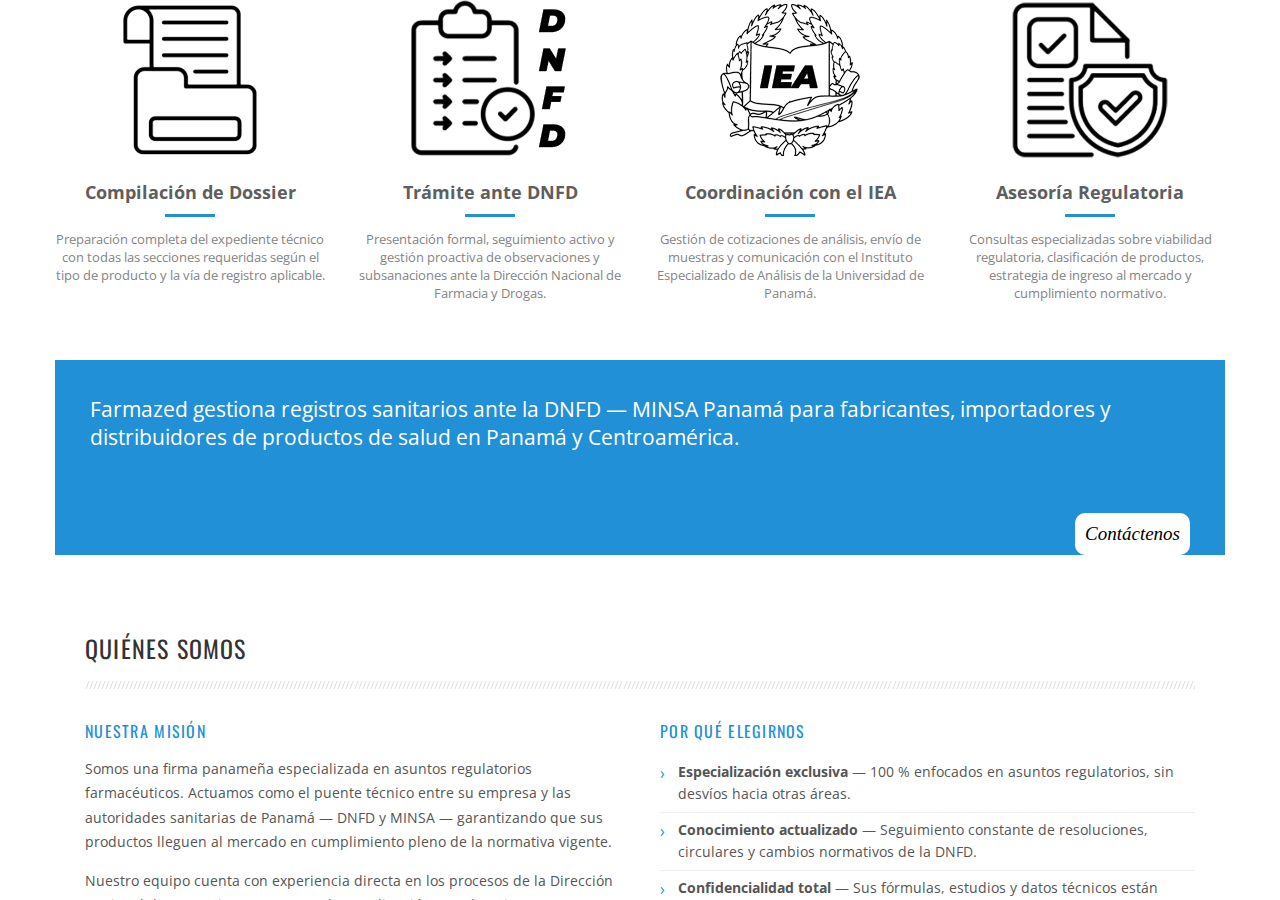 D
N
F
D
IEA
Compilación de Dossier
Preparación completa del expediente técnico
con todas las secciones requeridas según el
tipo de producto y la vía de registro aplicable.
Trámite ante DNFD
Presentación formal, seguimiento activo y
gestión proactiva de observaciones y
subsanaciones ante la Dirección Nacional de
Farmacia y Drogas.
Coordinación con el IEA
Gestión de cotizaciones de análisis, envío de
muestras y comunicación con el Instituto
Especializado de Análisis de la Universidad de
Panamá.
Asesoría Regulatoria
Consultas especializadas sobre viabilidad
regulatoria, clasificación de productos,
estrategia de ingreso al mercado y
cumplimiento normativo.
Farmazed gestiona registros sanitarios ante la DNFD — MINSA Panamá para fabricantes, importadores y
distribuidores de productos de salud en Panamá y Centroamérica.
Contáctenos
QUIÉNES SOMOS
NUESTRA MISIÓN
Somos una firma panameña especializada en asuntos regulatorios
farmacéuticos. Actuamos como el puente técnico entre su empresa y las
autoridades sanitarias de Panamá — DNFD y MINSA — garantizando que sus
productos lleguen al mercado en cumplimiento pleno de la normativa vigente.
Nuestro equipo cuenta con experiencia directa en los procesos de la Dirección
POR QUÉ ELEGIRNOS
› Especialización exclusiva — 100 % enfocados en asuntos regulatorios, sin
desvíos hacia otras áreas.
› Conocimiento actualizado — Seguimiento constante de resoluciones,
circulares y cambios normativos de la DNFD.
› Confidencialidad total — Sus fórmulas, estudios y datos técnicos están